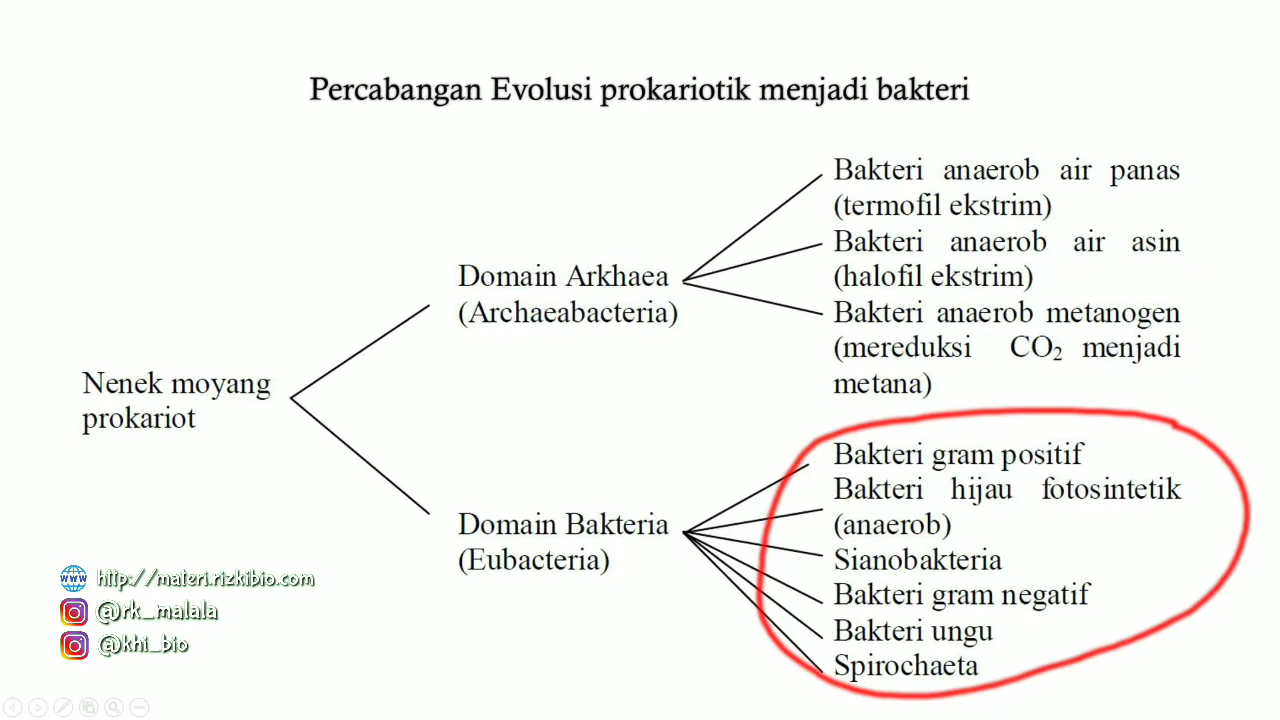 Percabangan Evolusi prokariotik menjadi bakteri
Bakteri anaerob air panas
(termofil ekstrim)
Bakteri anaerob air asin
(halofil ekstrim)
Bakteri anaerob metanogen
(mereduksi CO₂ menjadi
metana)
Domain Arkhaea
(Archaeabacteria)
Nenek moyang
prokariot
Bakteri gram positif
Bakteri hijau fotosintetik
(anaerob)
Sianobakteria
Bakteri gram negatif
Bakteri ungu
Spirochaeta
Domain Bakteria
(Eubacteria)
http://materi.rizkibio.com
@rk_malala
@khi_bio